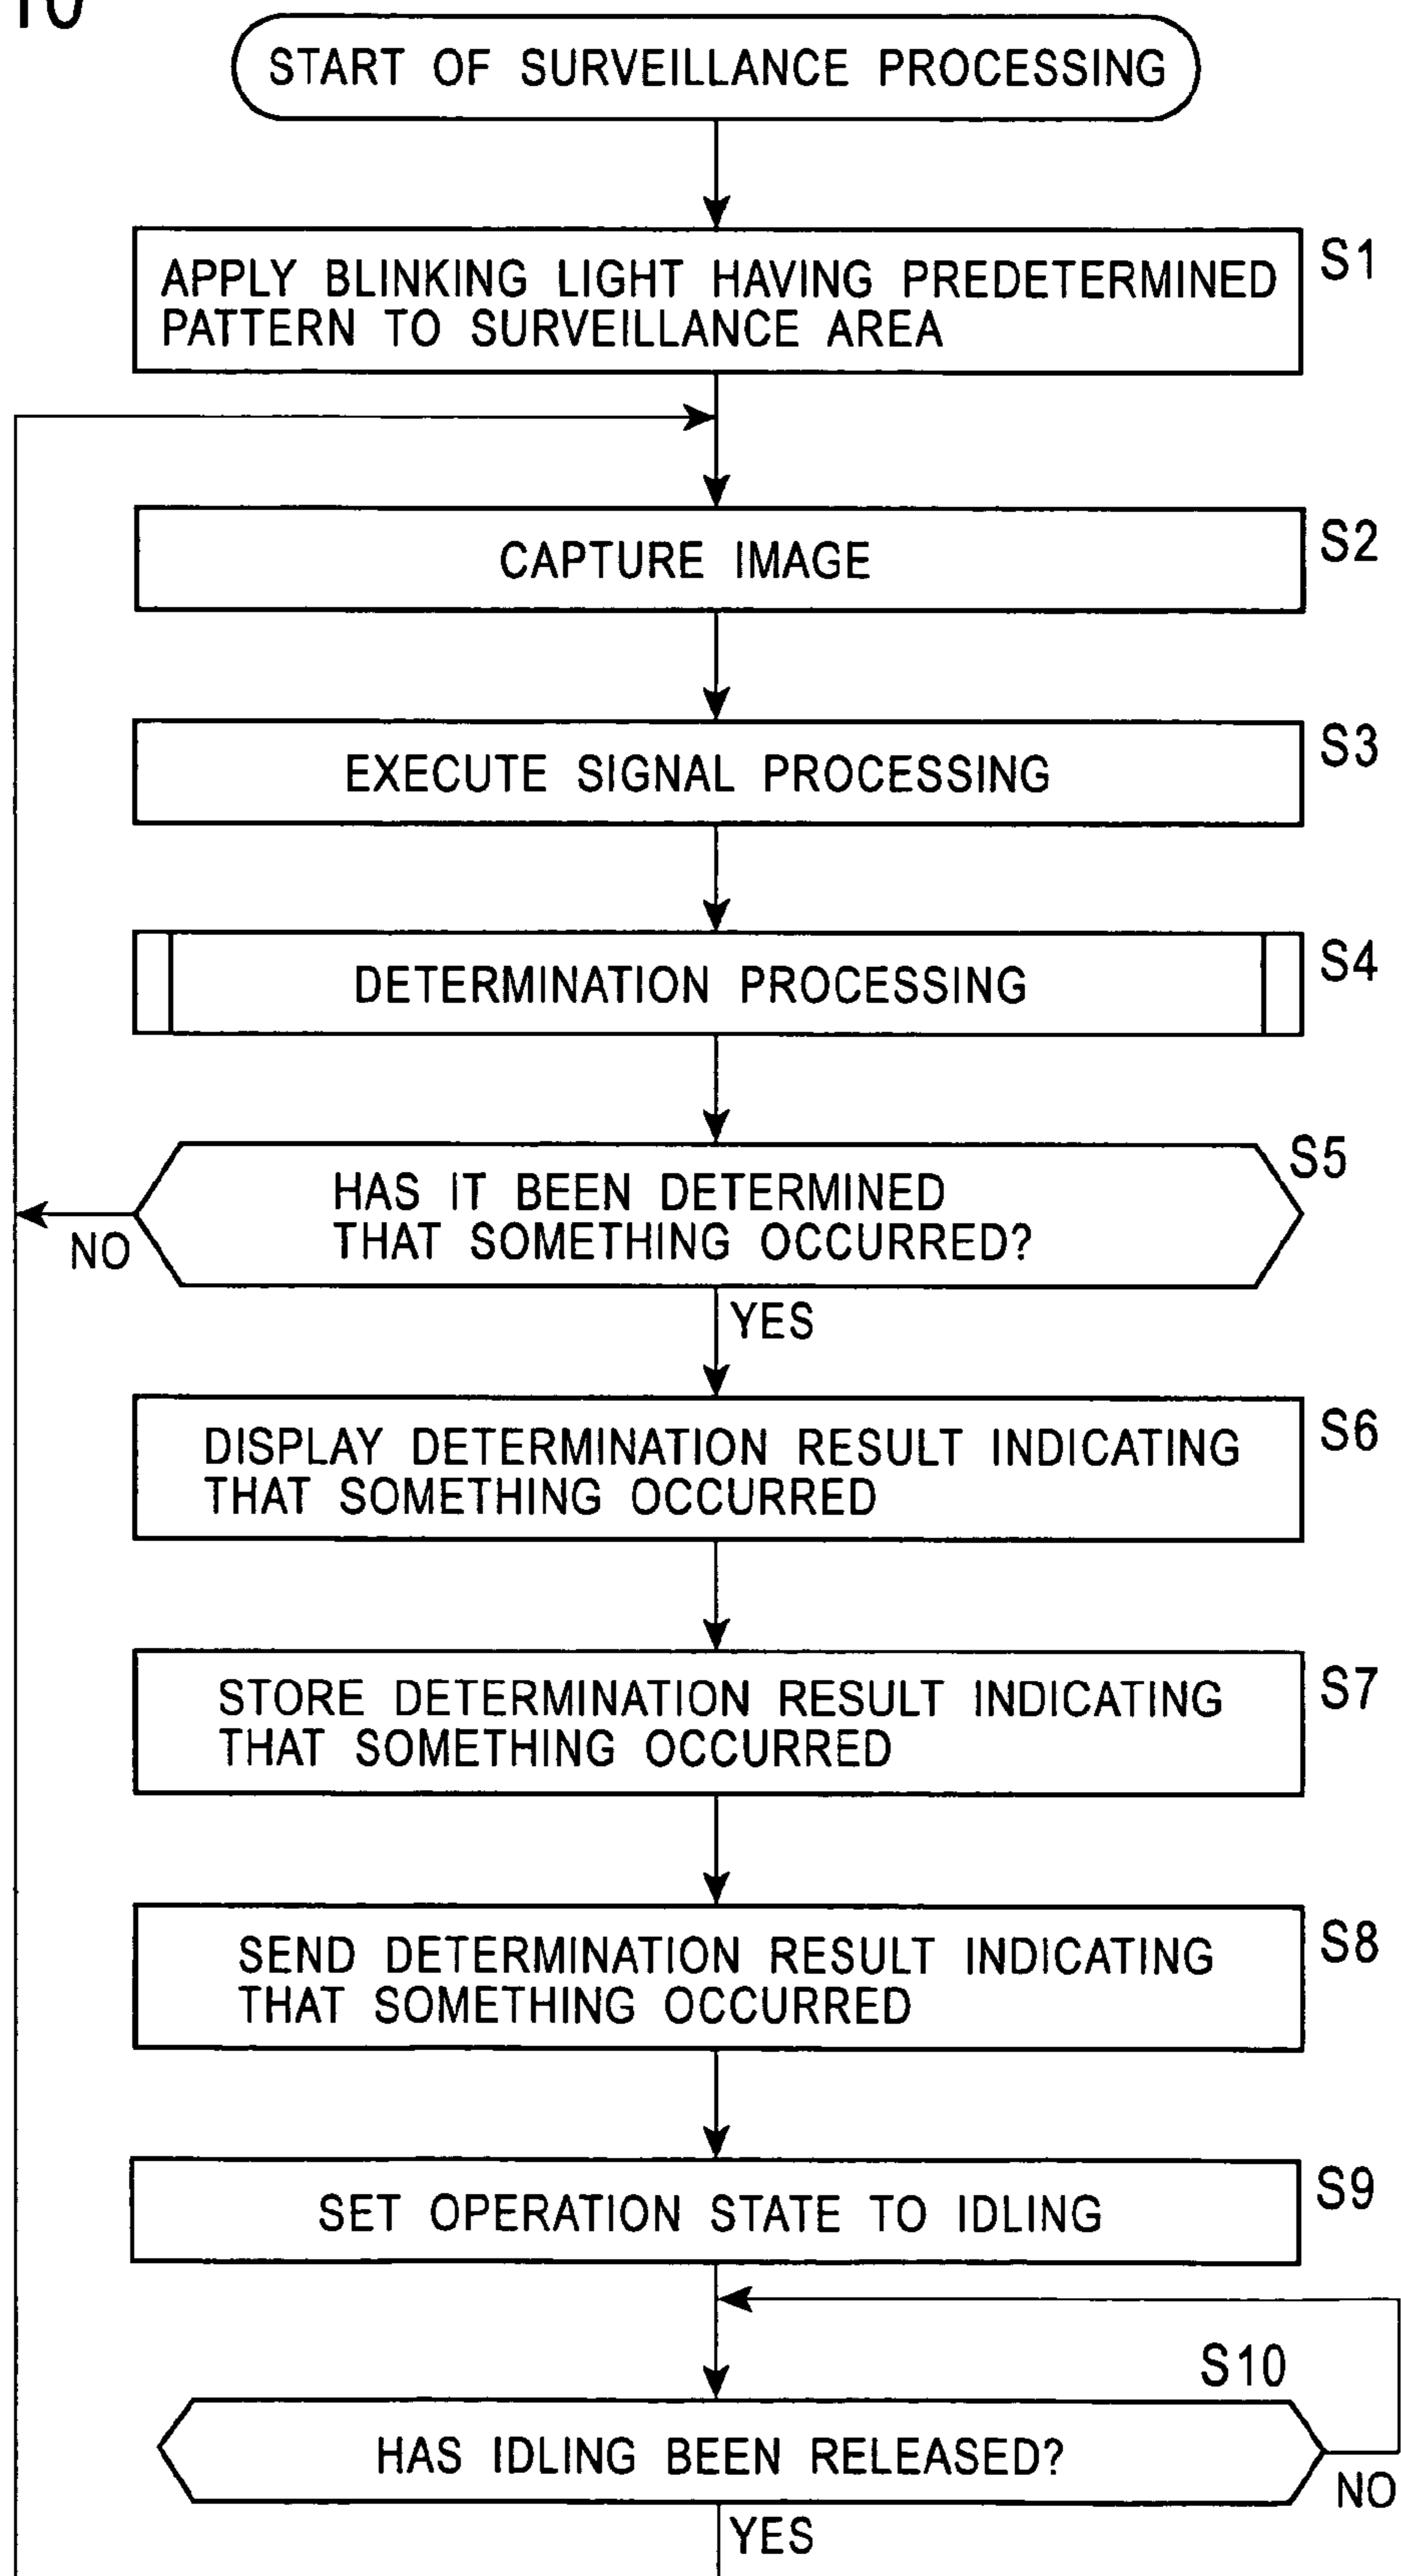 10
START OF SURVEILLANCE PROCESSING
APPLY BLINKING LIGHT HAVING PREDETERMINED
PATTERN TO SURVEILLANCE AREA
S1
CAPTURE IMAGE
S2
EXECUTE SIGNAL PROCESSING
S3
DETERMINATION PROCESSING
S4
HAS IT BEEN DETERMINED
THAT SOMETHING OCCURRED?
S5
NO
YES
DISPLAY DETERMINATION RESULT INDICATING
THAT SOMETHING OCCURRED
S6
STORE DETERMINATION RESULT INDICATING
THAT SOMETHING OCCURRED
S7
SEND DETERMINATION RESULT INDICATING
THAT SOMETHING OCCURRED
S8
SET OPERATION STATE TO IDLING
S9
S10
HAS IDLING BEEN RELEASED?
NO
YES